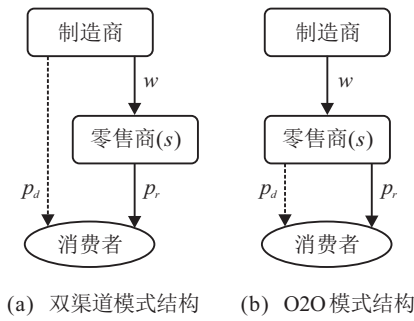 制造商 制造商
w w
零售商(s) 零售商(s)
p_d p_r p_d p_r
消费者 消费者
(a) 双渠道模式结构 (b) O2O模式结构